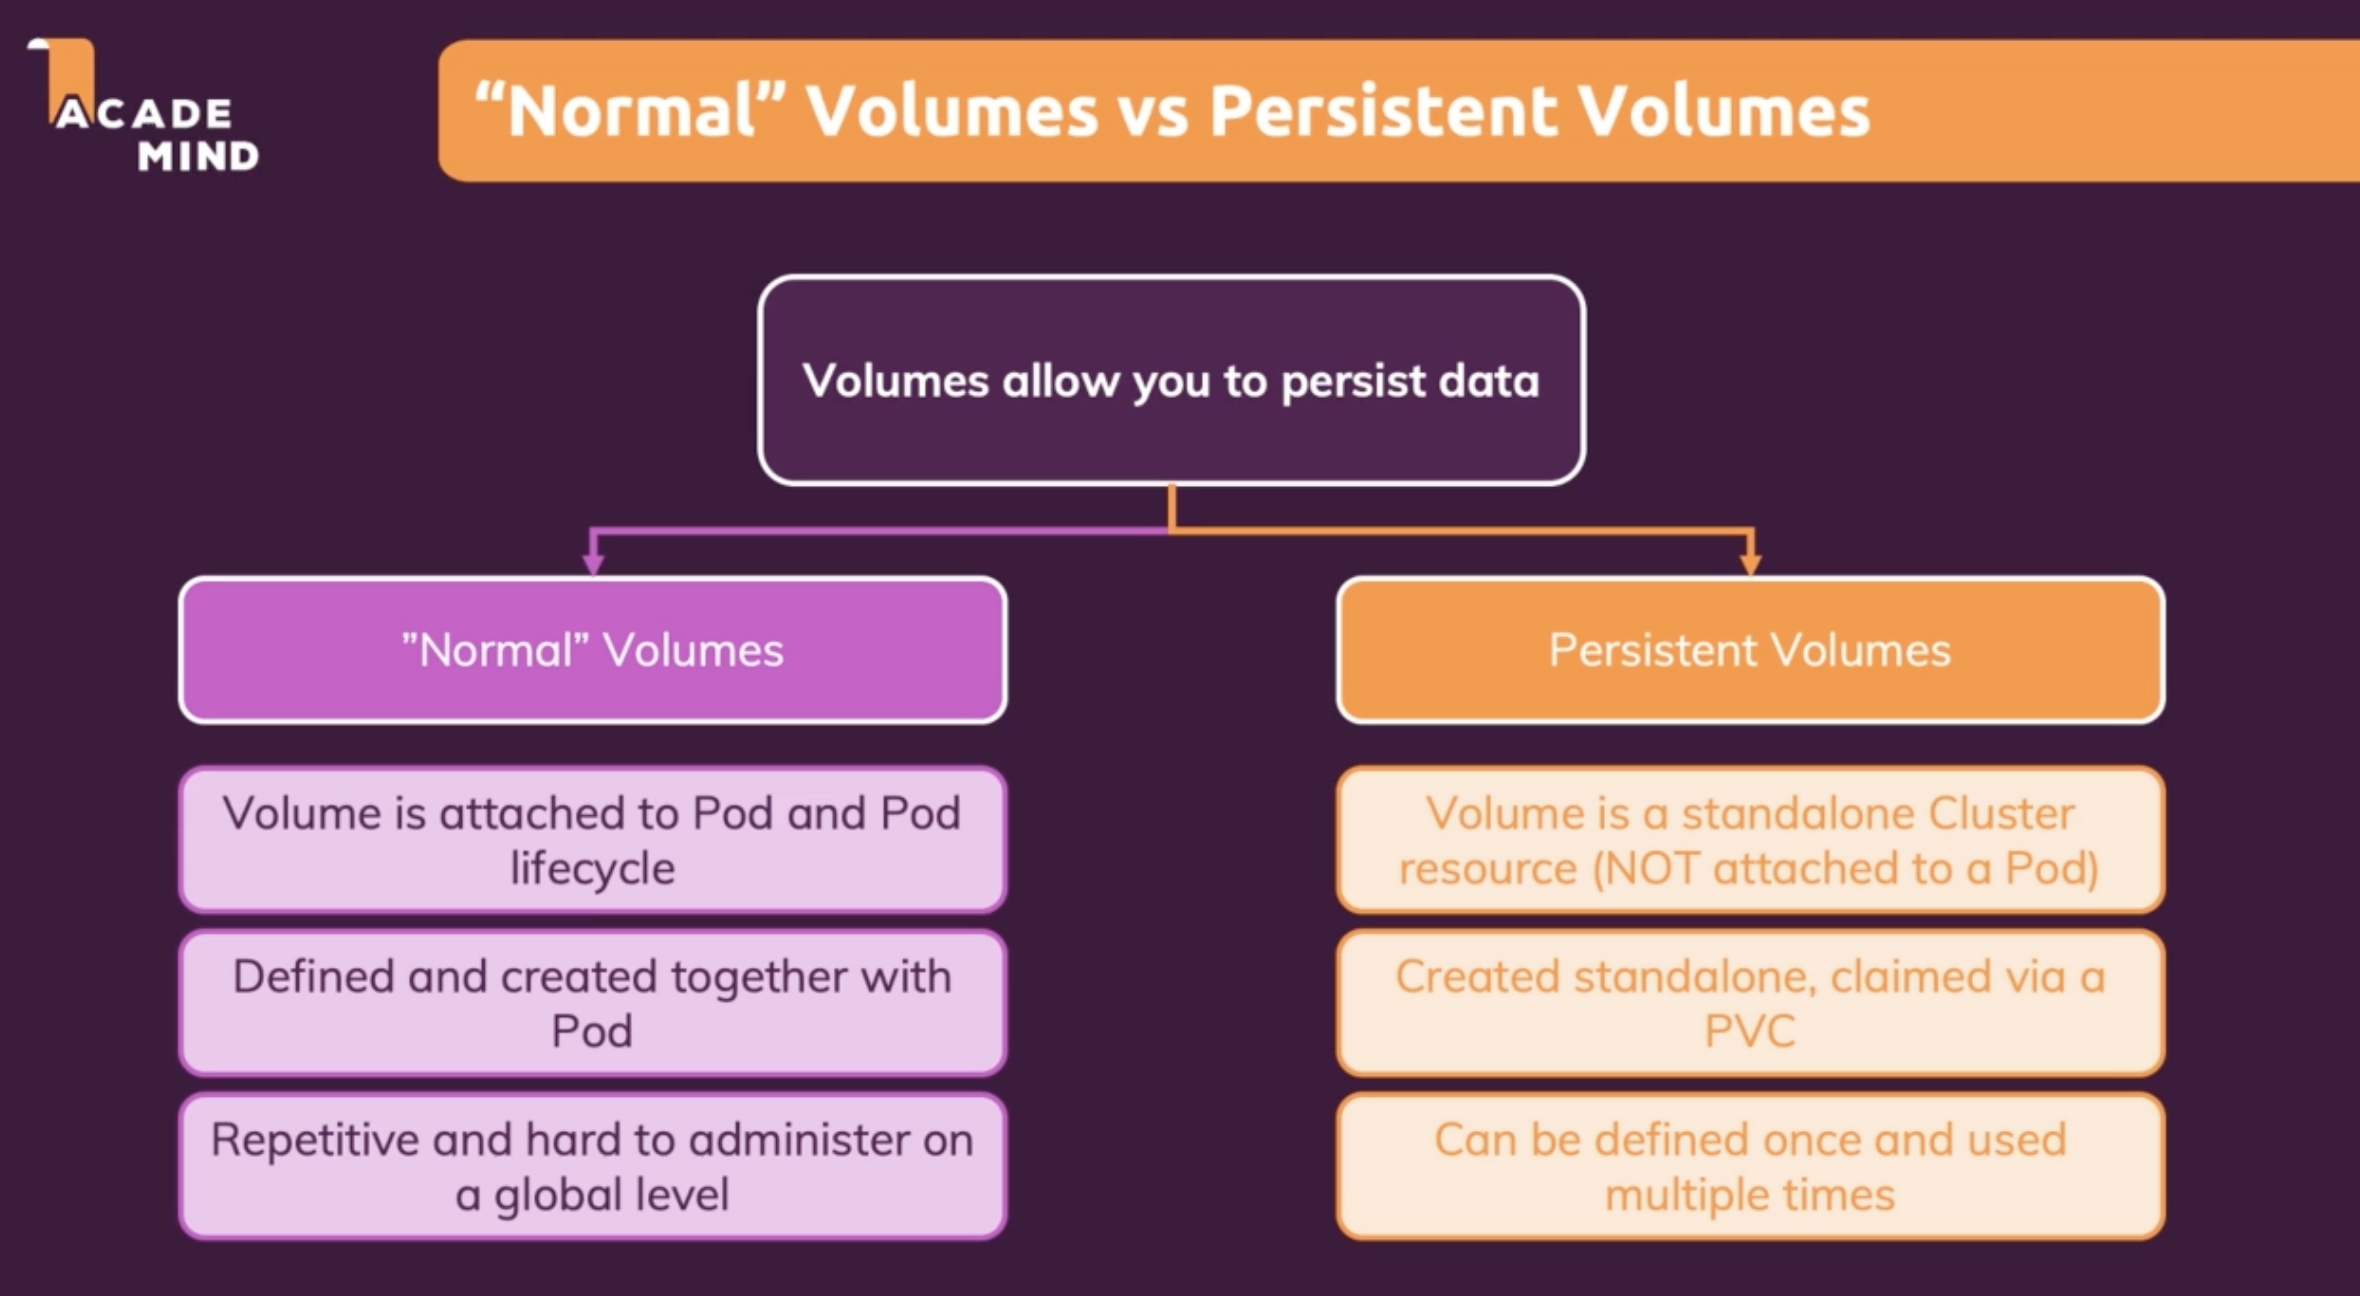 ACADE
MIND
“Normal” Volumes vs Persistent Volumes
Volumes allow you to persist data
”Normal” Volumes
Volume is attached to Pod and Pod
lifecycle
Defined and created together with
Pod
Repetitive and hard to administer on
a global level
Persistent Volumes
Volume is a standalone Cluster
resource (NOT attached to a Pod)
Created standalone, claimed via a
PVC
Can be defined once and used
multiple times